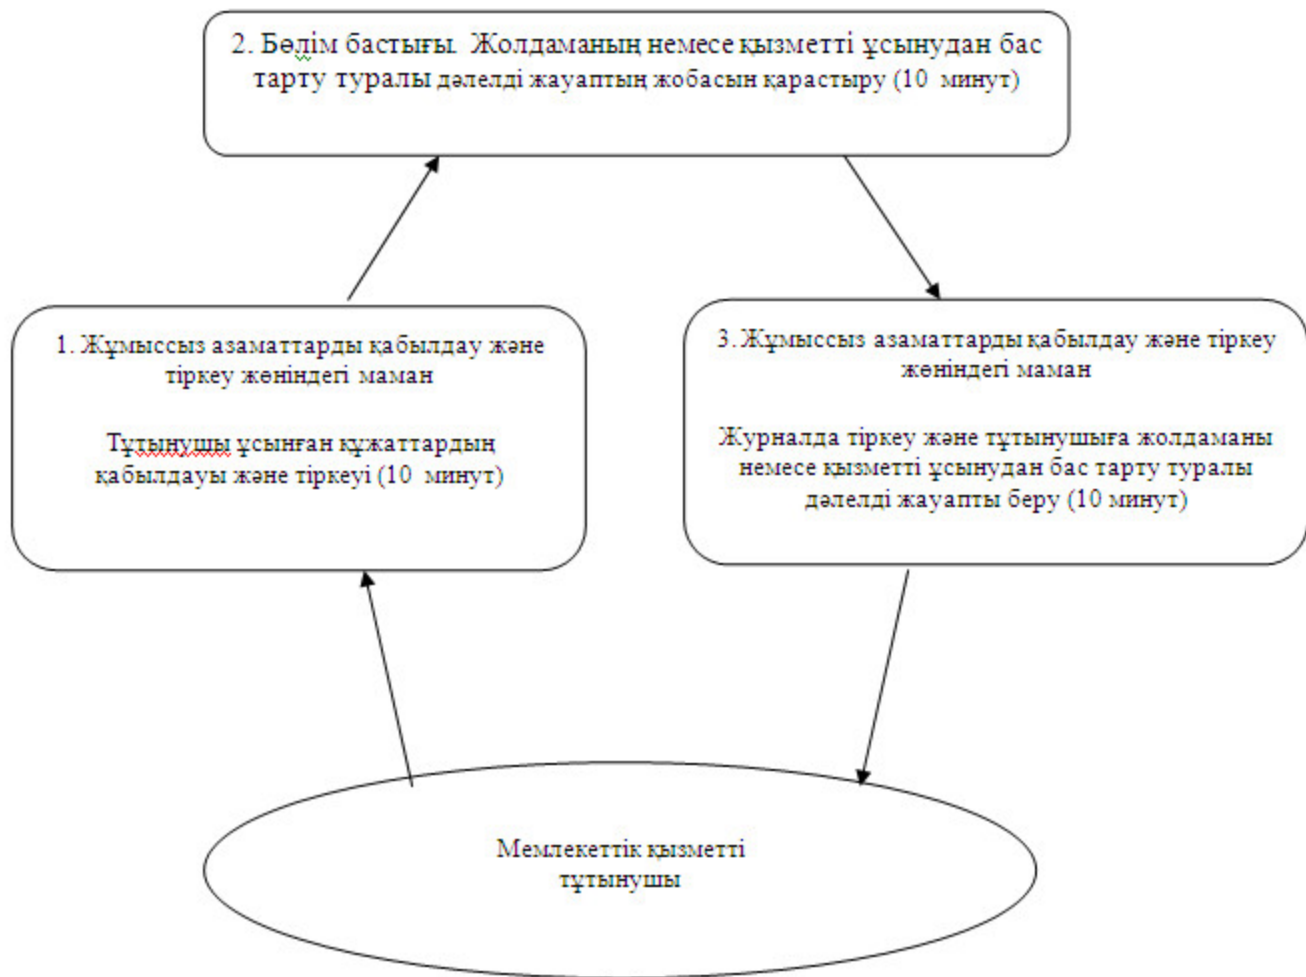 2. Бөлім бастығы.  Жолдаманың немесе қызметті ұсынудан бас
тарту туралы дәлелді жауаптың жобасын қарастыру (10  минут)
1. Жұмыссыз азаматтарды қабылдау және
тіркеу жөніндегі маман
Тұтынушы ұсынған құжаттардың
қабылдауы және тіркеуі (10  минут)
3. Жұмыссыз азаматтарды қабылдау және тіркеу
жөніндегі маман
Журналда тіркеу және тұтынушыға жолдаманы
немесе қызметті ұсынудан бас тарту туралы
дәлелді жауапты беру (10 минут)
Мемлекеттік қызметті
тұтынушы